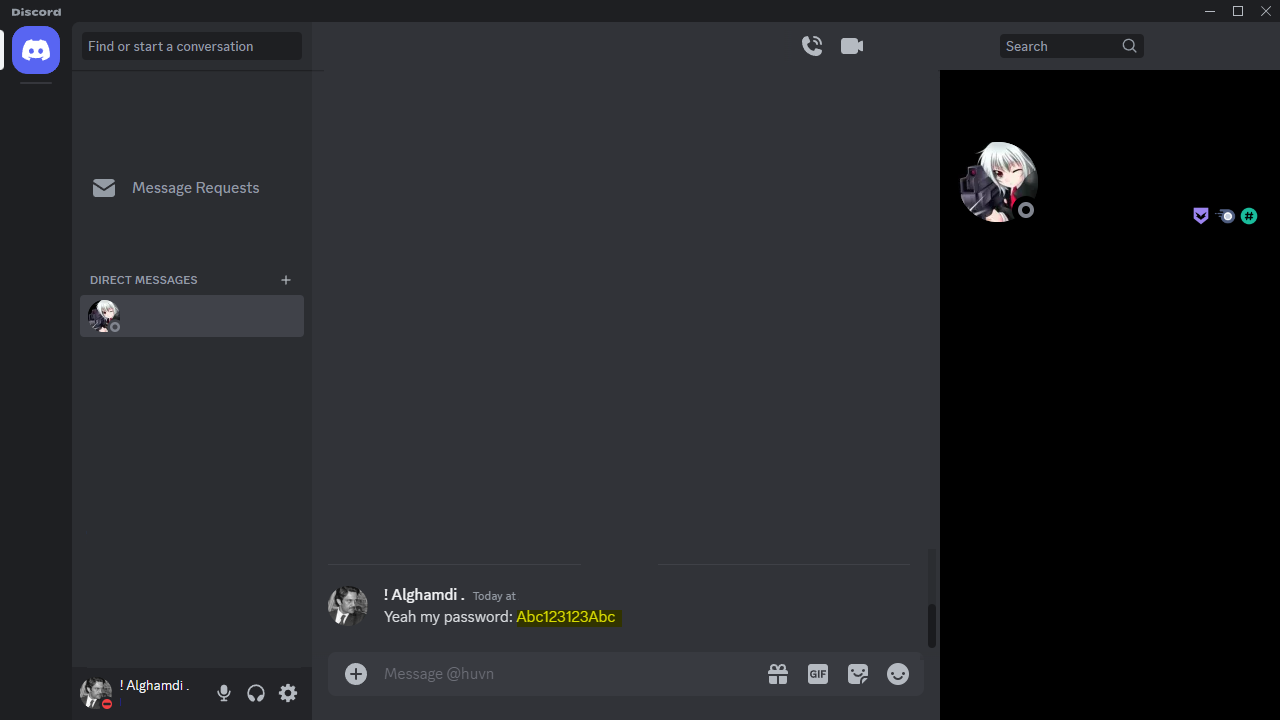 Discord
Find or start a conversation
Search
Message Requests
DIRECT MESSAGES
! Alghamdi . Today at
Yeah my password: Abc123123Abc
Message @huvn
GIF
! Alghamdi .